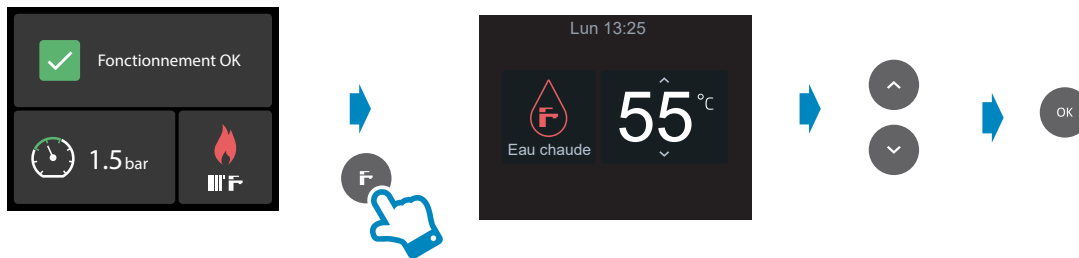 Fonctionnement OK
1.5 bar
Lun 13:25
Eau chaude
55 °C
OK